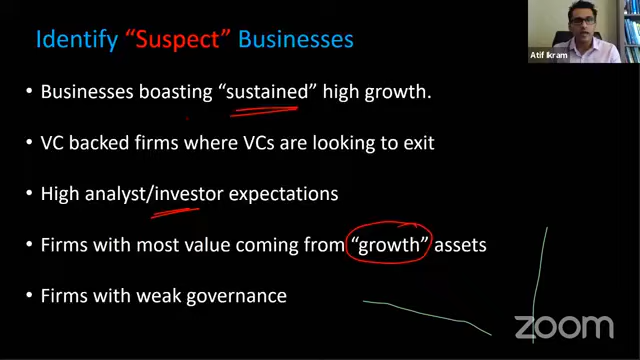 Identify “Suspect” Businesses
Atif Ikram
• Businesses boasting “sustained” high growth.
• VC backed firms where VCs are looking to exit
• High analyst/investor expectations
• Firms with most value coming from “growth” assets
• Firms with weak governance
zoom